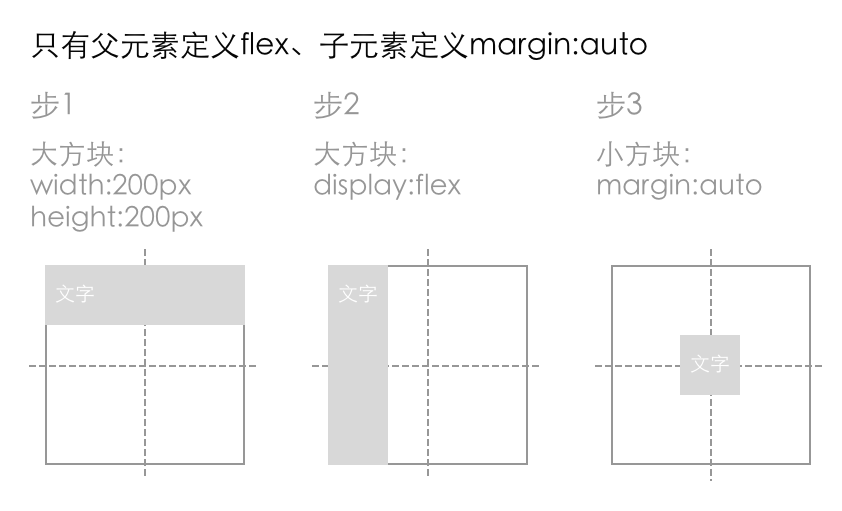 只有父元素定义flex、子元素定义margin:auto
步1
大方块：
width:200px
height:200px
文字
步2
大方块：
display:flex
文字
步3
小方块：
margin:auto
文字